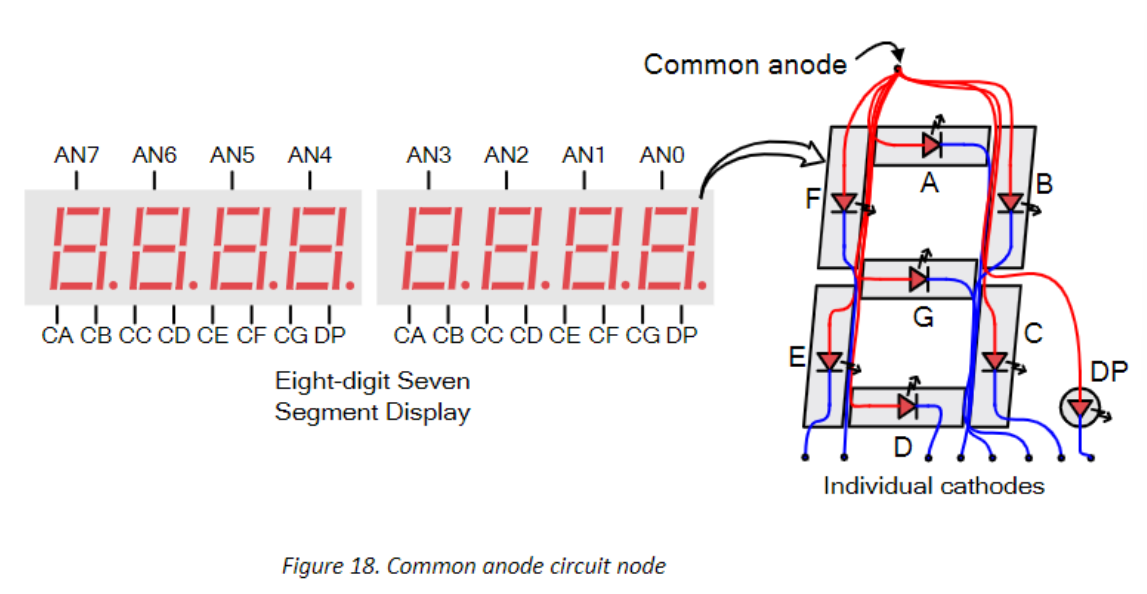 Common anode
AN7 AN6 AN5 AN4 AN3 AN2 AN1 AN0
A
B
F
G
E
C
DP
D
CA CB CC CD CE CF CG DP CA CB CC CD CE CF CG DP
Eight-digit Seven
Segment Display
Individual cathodes
Figure 18. Common anode circuit node